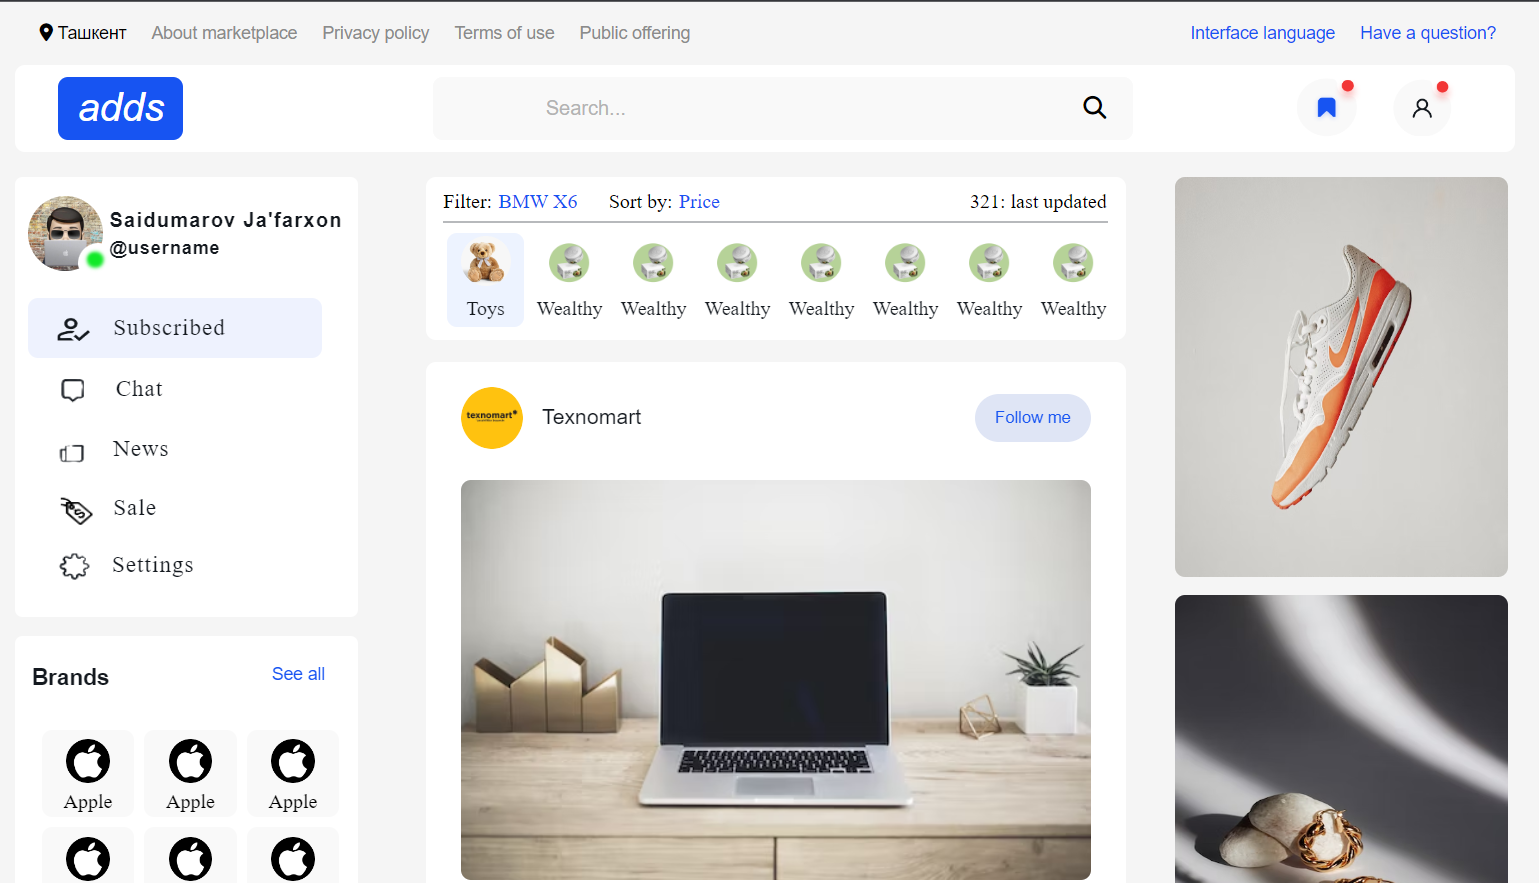 Ташкент About marketplace Privacy policy Terms of use Public offering Interface language Have a question?
adds Search...
Saidumarov Ja'farxon
@username
Subscribed
Chat
News
Sale
Settings
Brands See all
Apple Apple Apple
Filter: BMW X6 Sort by: Price 321: last updated
Toys Wealthy Wealthy Wealthy Wealthy Wealthy Wealthy Wealthy
texnomart
Texnomart Follow me